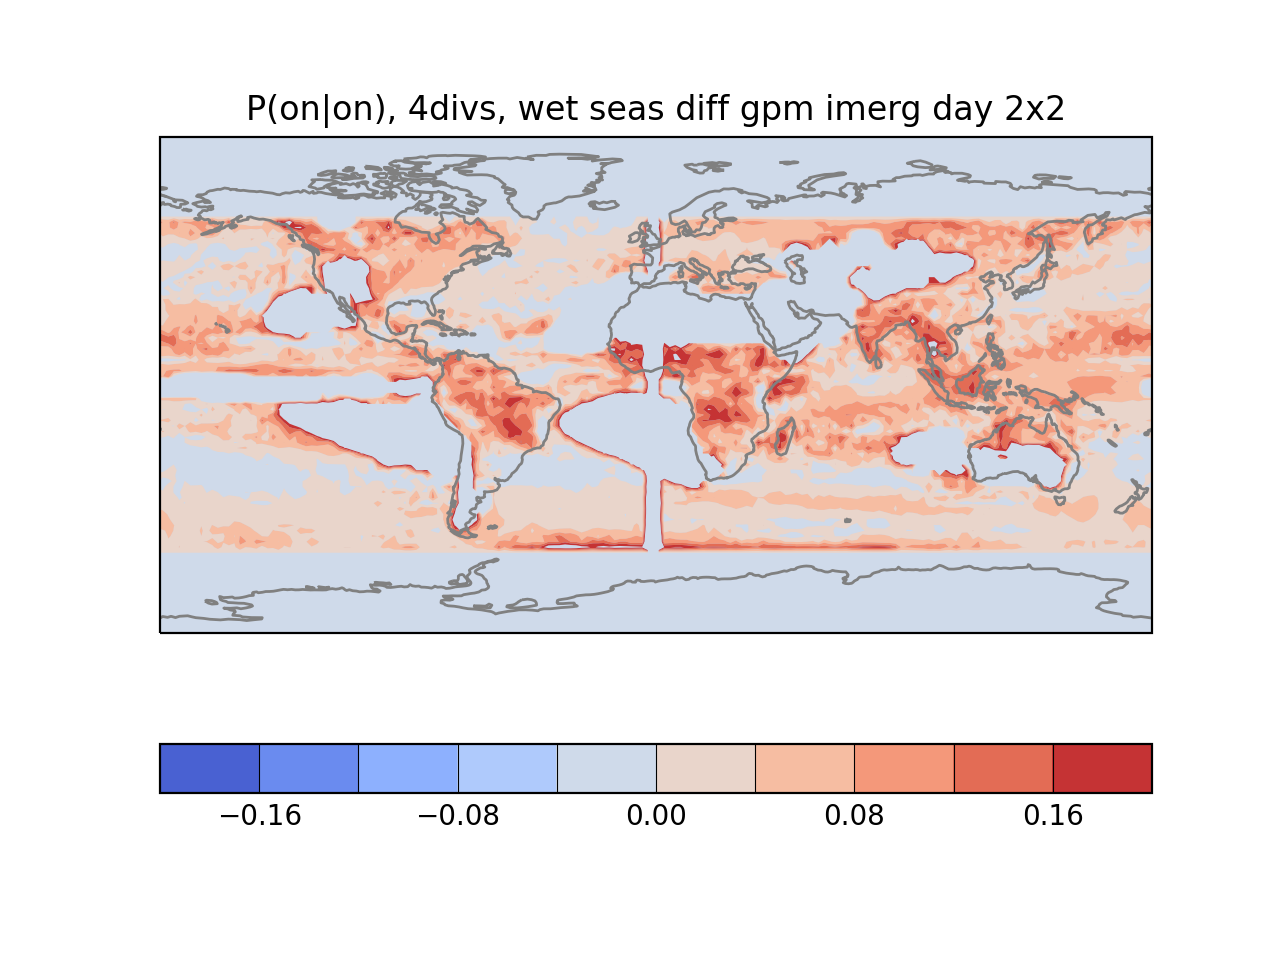 P(on|on), 4divs, wet seas diff gpm imerg day 2x2
−0.16 −0.08 0.00 0.08 0.16